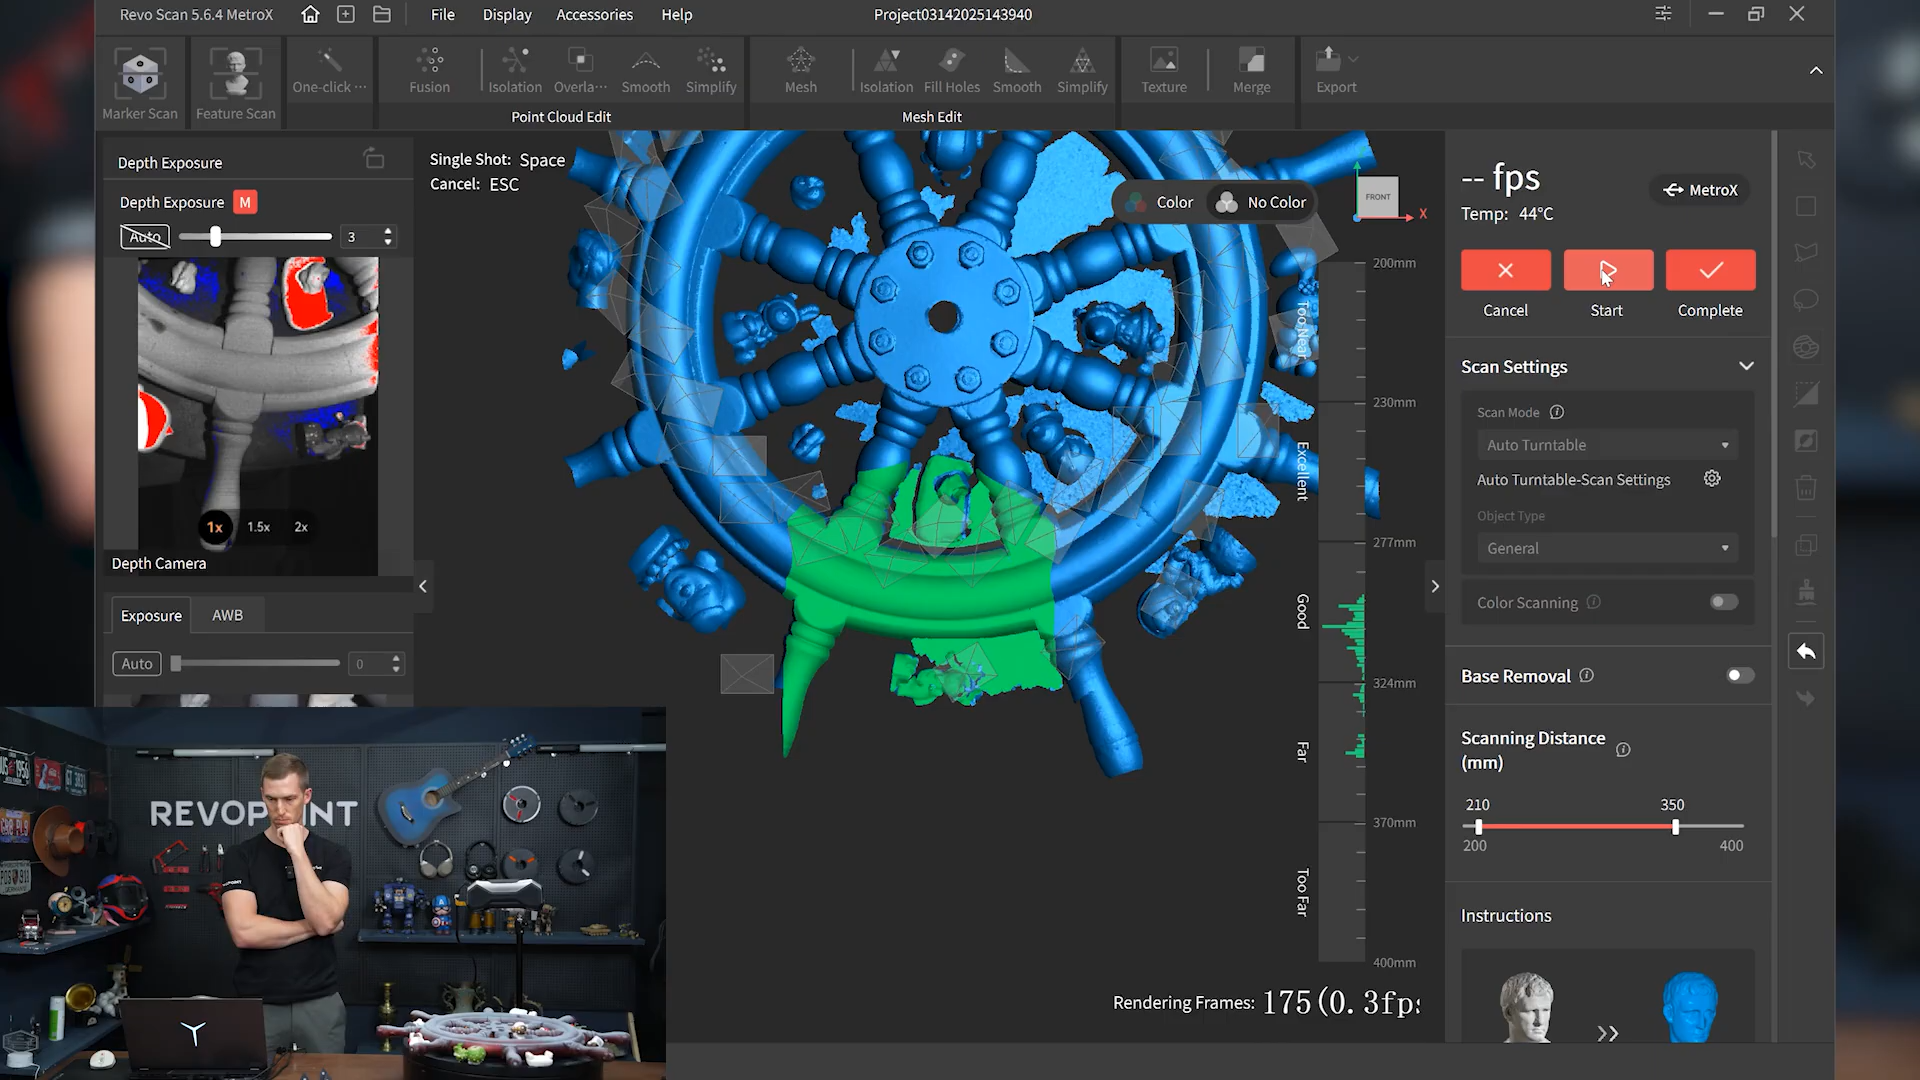 Revo Scan 5.6.4 MetroX
File
Display
Accessories
Help
Project03142025143940
Marker Scan
Feature Scan
One-click ···
Fusion
Isolation
Overla···
Smooth
Simplify
Mesh
Isolation
Fill Holes
Smooth
Simplify
Texture
Merge
Export
Point Cloud Edit
Mesh Edit
Depth Exposure
Depth Exposure M
Auto
3
1x
1.5x
2x
Depth Camera
Exposure
AWB
Auto
0
Single Shot: Space
Cancel: ESC
Color
No Color
FRONT
X
200mm
230mm
277mm
324mm
370mm
400mm
Too Near
Excellent
Good
Far
Too Far
Rendering Frames: 175(0.3fps
-- fps
MetroX
Temp: 44°C
Cancel
Start
Complete
Scan Settings
Scan Mode
Auto Turntable
Auto Turntable-Scan Settings
Object Type
General
Color Scanning
Base Removal
Scanning Distance
(mm)
210
350
200
400
Instructions
REVOPOINT